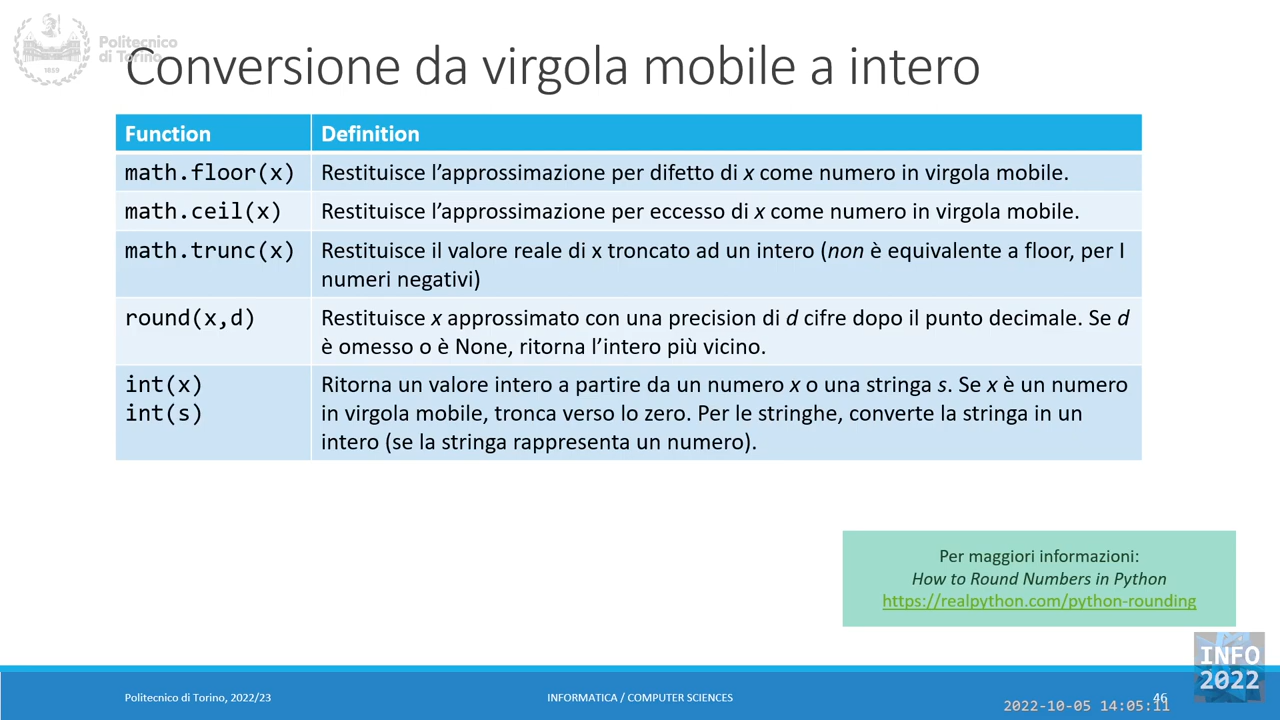 Politecnico
di Torino
1859
Conversione da virgola mobile a intero
Function Definition
math.floor(x) Restituisce l’approssimazione per difetto di x come numero in virgola mobile.
math.ceil(x) Restituisce l’approssimazione per eccesso di x come numero in virgola mobile.
math.trunc(x) Restituisce il valore reale di x troncato ad un intero (non è equivalente a floor, per I
numeri negativi)
round(x,d) Restituisce x approssimato con una precision di d cifre dopo il punto decimale. Se d
è omesso o è None, ritorna l’intero più vicino.
int(x) Ritorna un valore intero a partire da un numero x o una stringa s. Se x è un numero
int(s) in virgola mobile, tronca verso lo zero. Per le stringhe, converte la stringa in un
intero (se la stringa rappresenta un numero).
Per maggiori informazioni:
How to Round Numbers in Python
https://realpython.com/python-rounding
INFO
2022
Politecnico di Torino, 2022/23 INFORMATICA / COMPUTER SCIENCES 46
2022-10-05 14:05:11